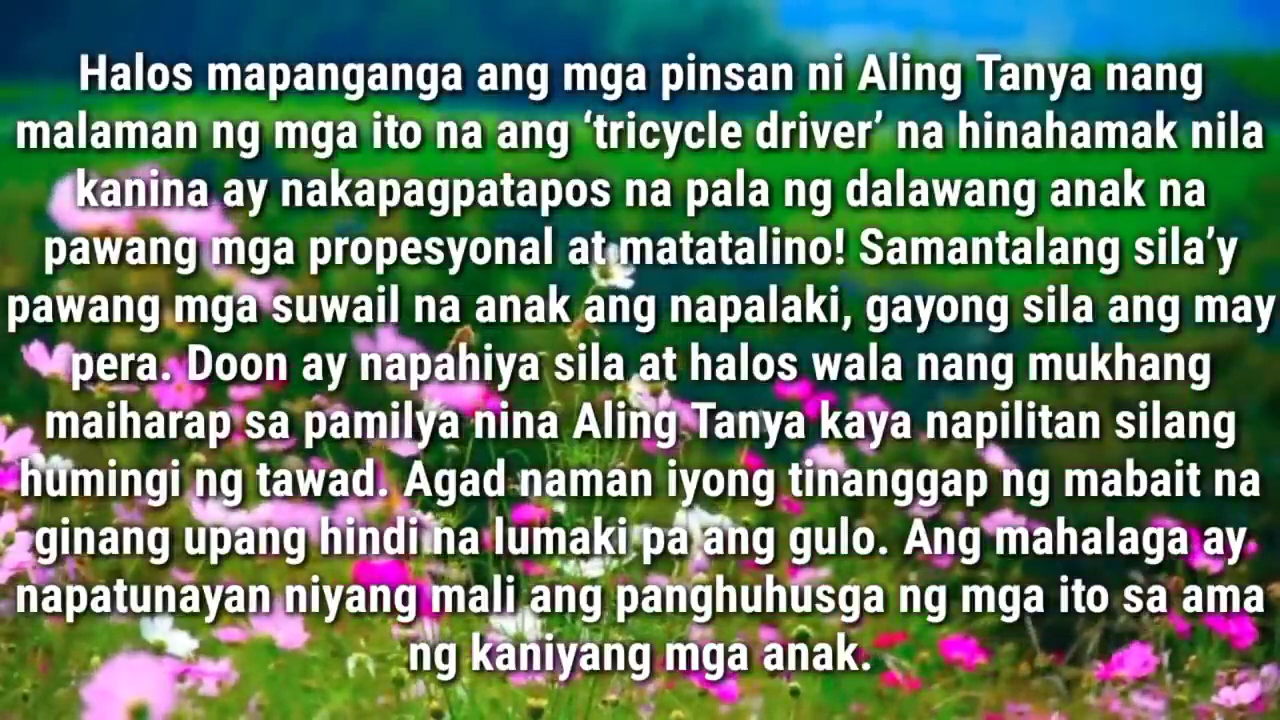 Halos mapanganga ang mga pinsan ni Aling Tanya nang
malaman ng mga ito na ang ‘tricycle driver’ na hinahamak nila
kanina ay nakapagpatapos na pala ng dalawang anak na
pawang mga propesyonal at matatalino! Samantalang sila’y
pawang mga suwail na anak ang napalaki, gayong sila ang may
pera. Doon ay napahiya sila at halos wala nang mukhang
maiharap sa pamilya nina Aling Tanya kaya napilitan silang
humingi ng tawad. Agad naman iyong tinanggap ng mabait na
ginang upang hindi na lumaki pa ang gulo. Ang mahalaga ay
napatunayan niyang mali ang panghuhusga ng mga ito sa ama
ng kaniyang mga anak.